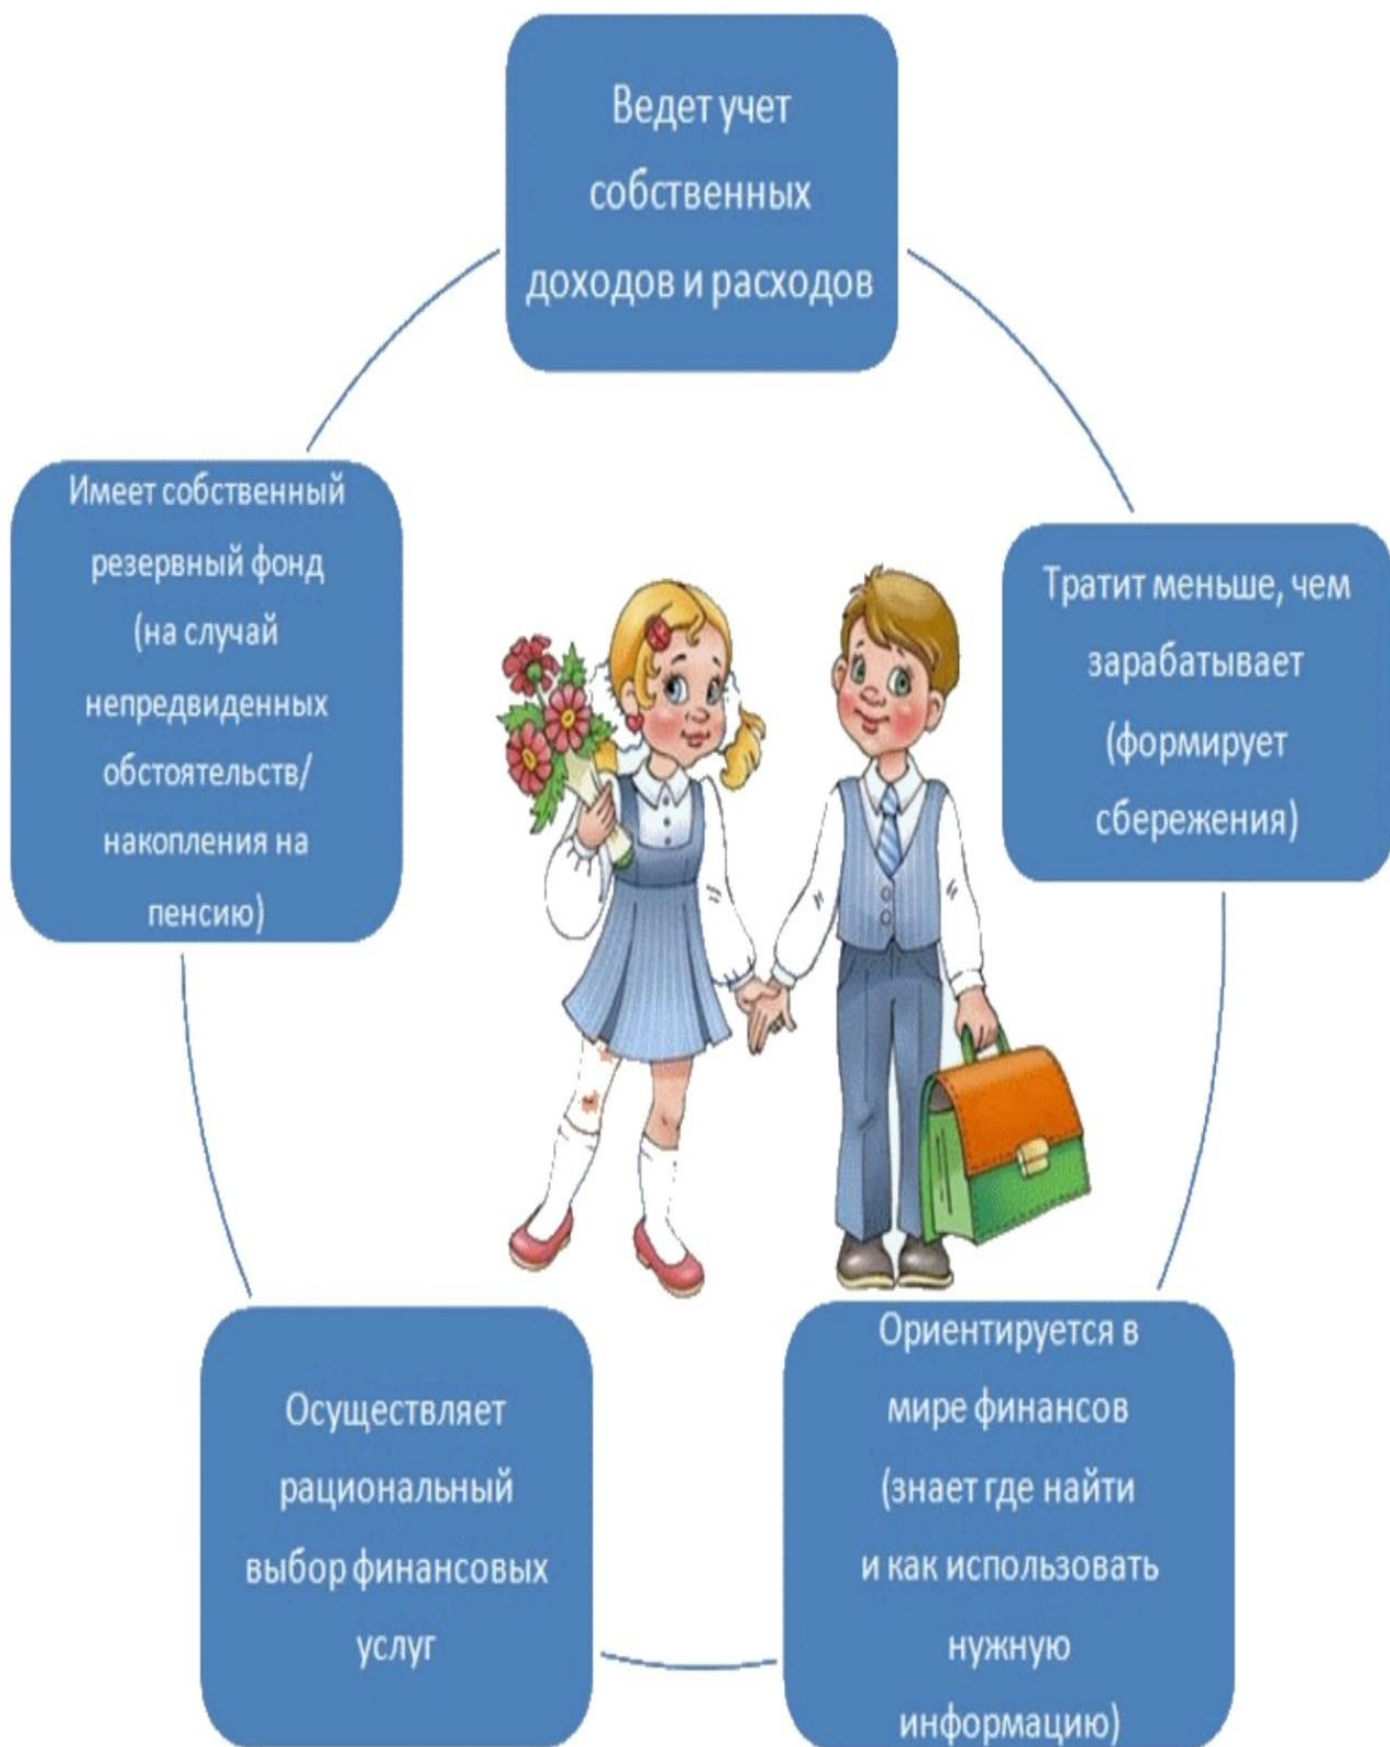 Ведет учет
собственных
доходов и расходов
Тратит меньше, чем
зарабатывает
(формирует
сбережения)
Ориентируется в
мире финансов
(знает где найти
и как использовать
нужную
информацию)
Осуществляет
рациональный
выбор финансовых
услуг
Имеет собственный
резервный фонд
(на случай
непредвиденных
обстоятельств/
накопления на
пенсию)